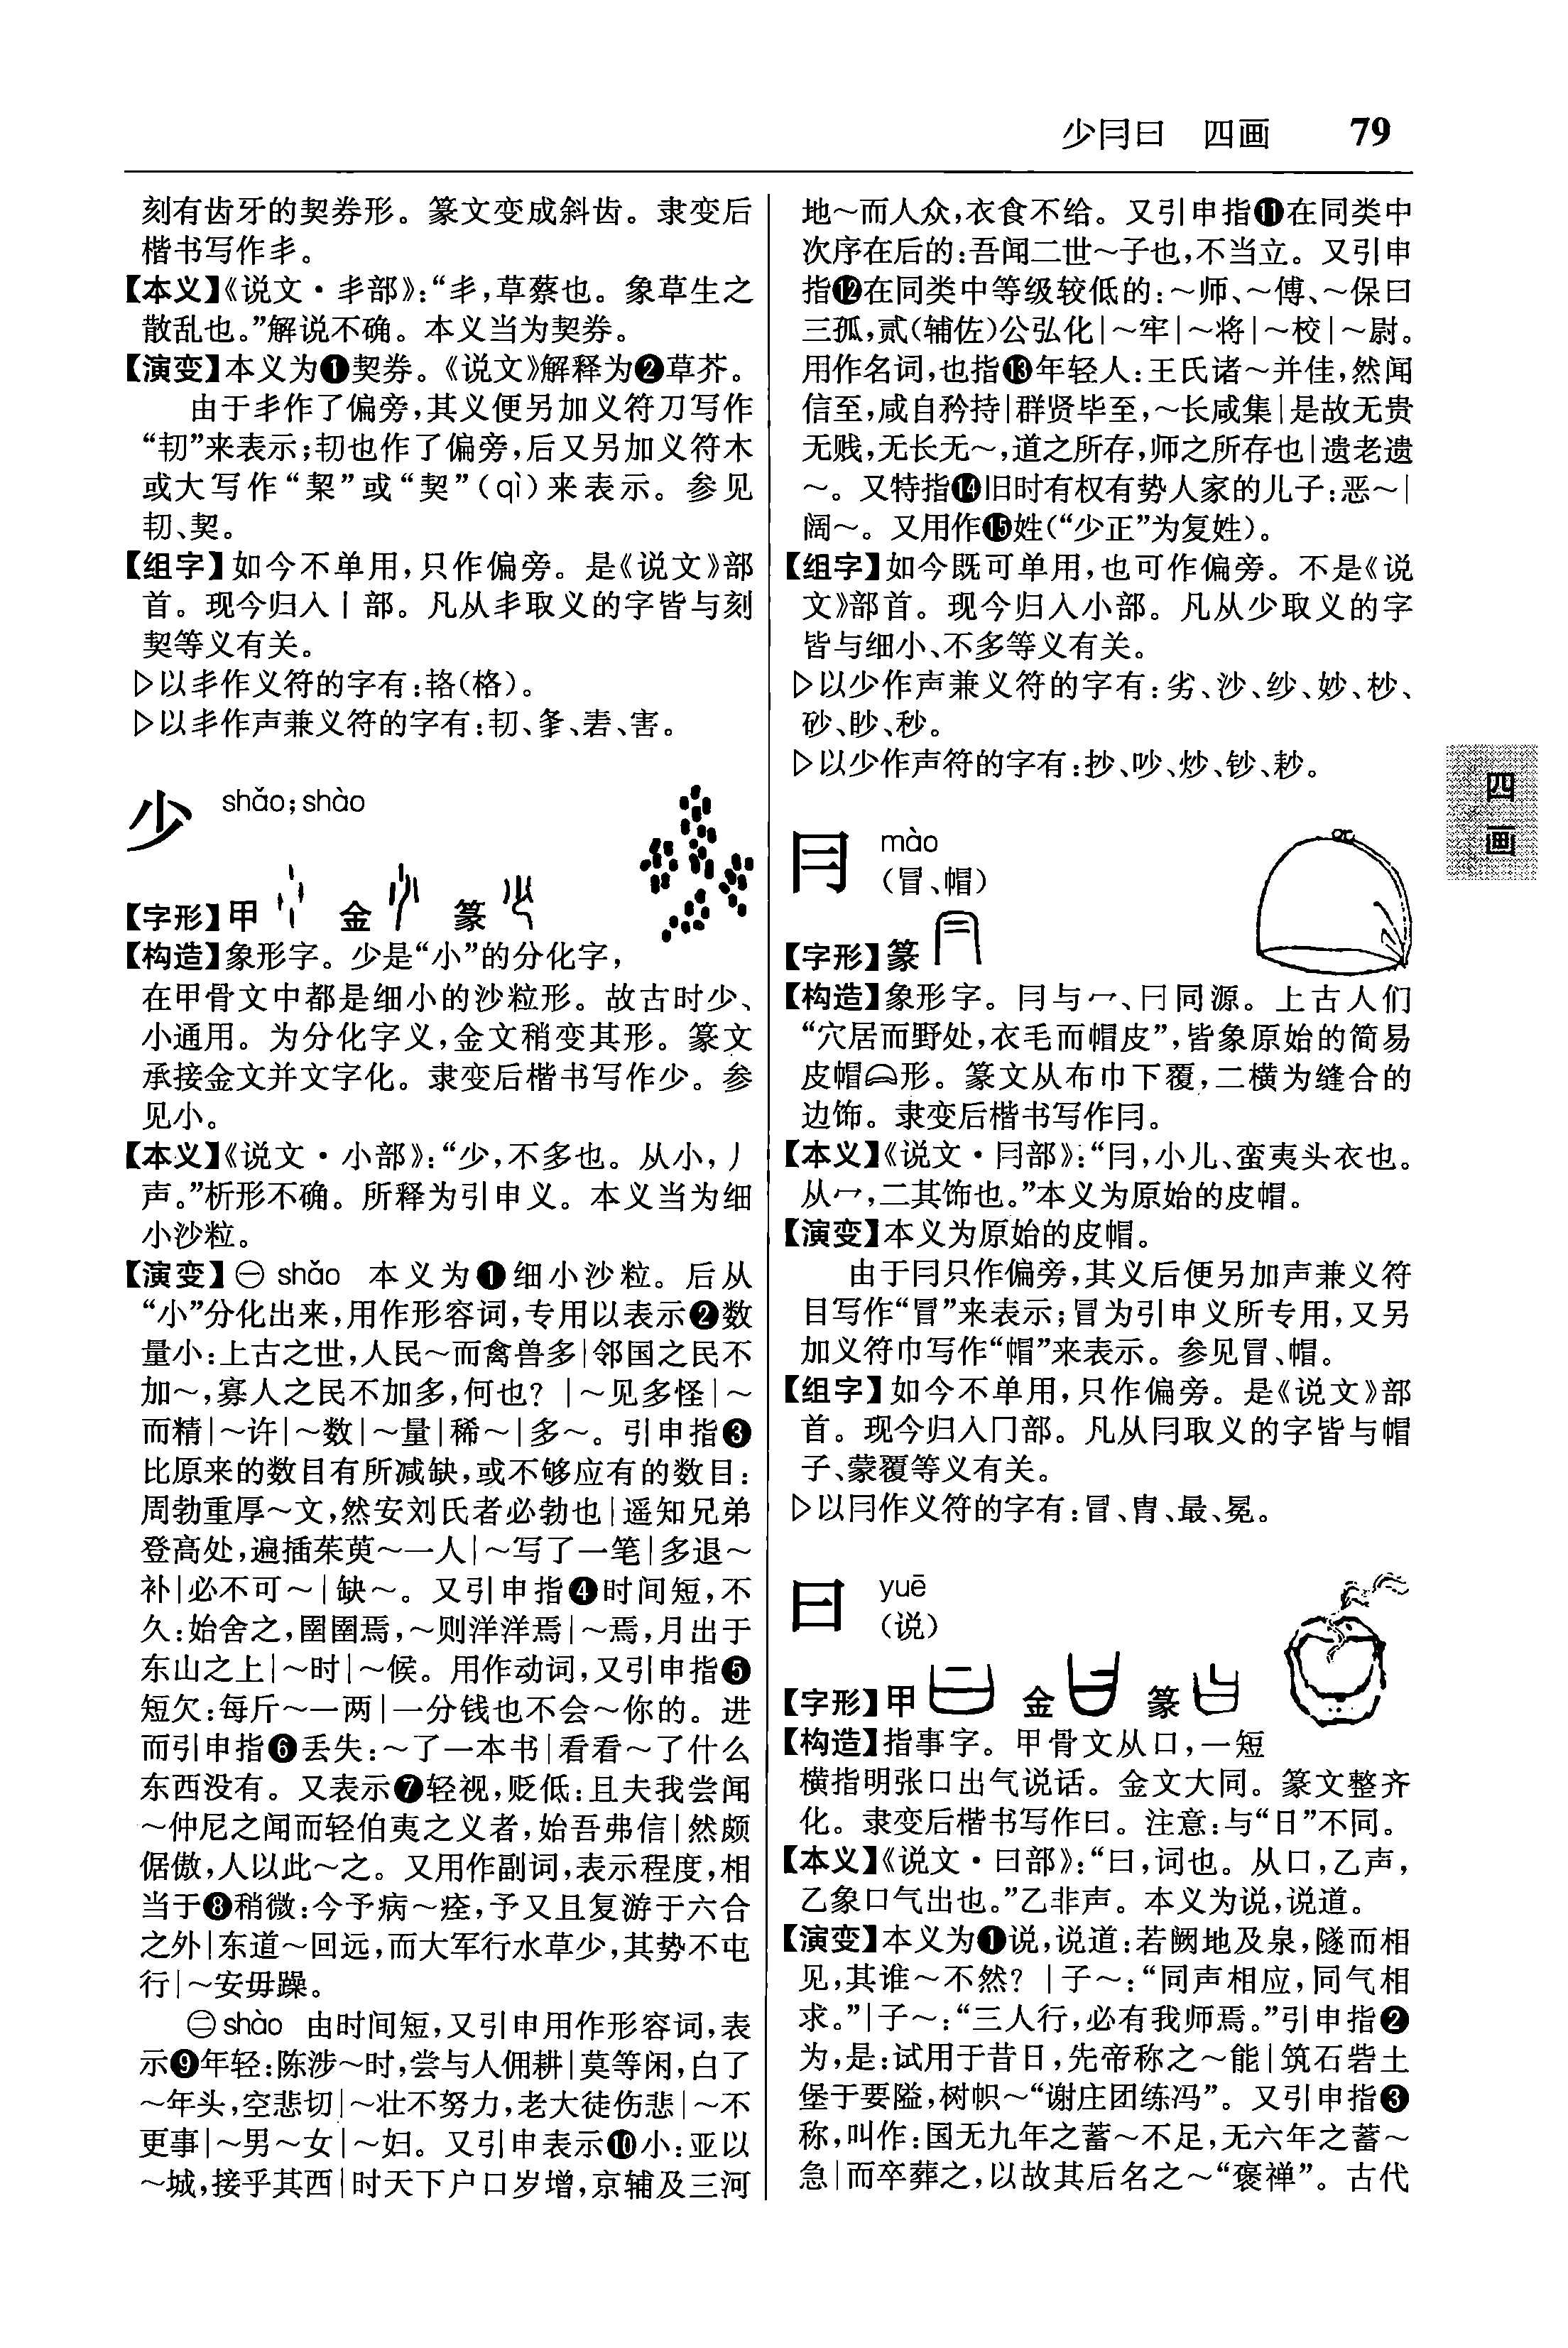 少冃曰　四画　79
刻有齿牙的契券形。篆文变成斜齿。隶变后
楷书写作丯。
【本义】《说文·丯部》：“丯，草蔡也。象草生之
散乱也。”解说不确。本义当为契券。
【演变】本义为❶契券。《说文》解释为❷草芥。
由于丯作了偏旁，其义便另加义符刀写作
“㓞”来表示；㓞也作了偏旁，后又另加义符木
或大写作“栔”或“契”（qì）来表示。参见
㓞、契。
【组字】如今不单用，只作偏旁。是《说文》部
首。现今归入丨部。凡从丯取义的字皆与刻
契等义有关。
▷以丯作义符的字有：（格）。
▷以丯作声兼义符的字有：㓞、夆、害。
少　shǎo；shào
【字形】甲　金　篆
【构造】象形字。少是“小”的分化字，
在甲骨文中都是细小的沙粒形。故古时少、
小通用。为分化字义，金文稍变其形。篆文
承接金文并文字化。隶变后楷书写作少。参
见小。
【本义】《说文·小部》：“少，不多也。从小，丿
声。”析形不确。所释为引申义。本义当为细
小沙粒。
【演变】㊀ shǎo　本义为❶细小沙粒。后从
“小”分化出来，用作形容词，专用以表示❷数
量小：上古之世，人民～而禽兽多|邻国之民不
加～，寡人之民不加多，何也？|～见多怪|～
而精|～许|～数|～量|稀～|多～。引申指❸
比原来的数目有所减缺，或不够应有的数目：
周勃重厚～文，然安刘氏者必勃也|遥知兄弟
登高处，遍插茱萸～一人|～写了一笔|多退～
补|必不可～|缺～。又引申指❹时间短，不
久：始舍之，圉圉焉，～则洋洋焉|～焉，月出于
东山之上|～时|～候。用作动词，又引申指❺
短欠：每斤～一两|一分钱也不会～你的。进
而引申指❻丢失：～了一本书|看看～了什么
东西没有。又表示❼轻视，贬低：且夫我尝闻
～仲尼之闻而轻伯夷之义者，始吾弗信|然颇
倨傲，人以此～之。又用作副词，表示程度，相
当于❽稍微：今予病～痊，予又且复游于六合
之外|东道～回远，而大军行水草少，其势不屯
行|～安毋躁。
㊁shào　由时间短，又引申用作形容词，表
示❾年轻：陈涉～时，尝与人佣耕|莫等闲，白了
～年头，空悲切|～壮不努力，老大徒伤悲|～不
更事|～男～女|～妇。又引申表示❿小：亚以
～城，接乎其西|时天下户口岁增，京辅及三河
地～而人众，衣食不给。又引申指⓫在同类中
次序在后的：吾闻二世～子也，不当立。又引申
指⓬在同类中等级较低的：～师、～傅、～保曰
三孤，贰（辅佐）公弘化|～牢|～将|～校|～尉。
用作名词，也指⓭年轻人：王氏诸～并佳，然闻
信至，咸自矜持|群贤毕至，～长咸集|是故无贵
无贱，无长无～，道之所存，师之所存也|遗老遗
～。又特指⓮旧时有权有势人家的儿子：恶～|
阔～。又用作⓯姓（“少正”为复姓）。
【组字】如今既可单用，也可作偏旁。不是《说
文》部首。现今归入小部。凡从少取义的字
皆与细小、不多等义有关。
▷以少作声兼义符的字有：劣、沙、纱、妙、杪、
砂、眇、秒。
▷以少作声符的字有：抄、吵、炒、钞、耖。
冃　mào
（冒、帽）
【字形】篆
【构造】象形字。冃与冖、冂同源。上古人们
“穴居而野处，衣毛而帽皮”，皆象原始的简易
皮帽形。篆文从布巾下覆，二横为缝合的
边饰。隶变后楷书写作冃。
【本义】《说文·冃部》：“冃，小儿、蛮夷头衣也。
从冖，二其饰也。”本义为原始的皮帽。
【演变】本义为原始的皮帽。
由于冃只作偏旁，其义后便另加声兼义符
目写作“冒”来表示；冒为引申义所专用，又另
加义符巾写作“帽”来表示。参见冒、帽。
【组字】如今不单用，只作偏旁。是《说文》部
首。现今归入冂部。凡从冃取义的字皆与帽
子、蒙覆等义有关。
▷以冃作义符的字有：冒、胄、最、冕。
曰　yuē
（说）
【字形】甲　金　篆
【构造】指事字。甲骨文从口，一短
横指明张口出气说话。金文大同。篆文整齐
化。隶变后楷书写作曰。注意：与“日”不同。
【本义】《说文·曰部》：“曰，词也。从口，乙声，
乙象口气出也。”乙非声。本义为说，说道。
【演变】本义为❶说，说道：若阙地及泉，隧而相
见，其谁～不然？|子～：“同声相应，同气相
求。”|子～：“三人行，必有我师焉。”引申指❷
为，是：试用于昔日，先帝称之～能|筑石砦土
堡于要隘，树帜～“谢庄团练冯”。又引申指❸
称，叫作：国无九年之蓄～不足，无六年之蓄～
急|而卒葬之，以故其后名之～“褒禅”。古代
四画